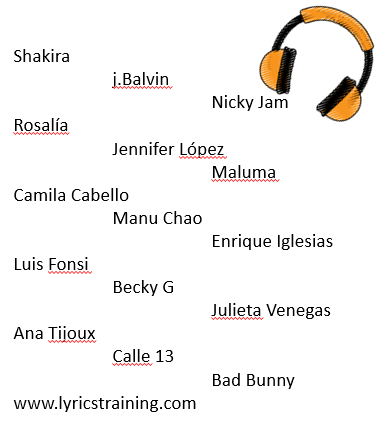 Shakira
j.Balvin
Nicky Jam
Rosalía
Jennifer López
Maluma
Camila Cabello
Manu Chao
Enrique Iglesias
Luis Fonsi
Becky G
Julieta Venegas
Ana Tijoux
Calle 13
Bad Bunny
www.lyricstraining.com